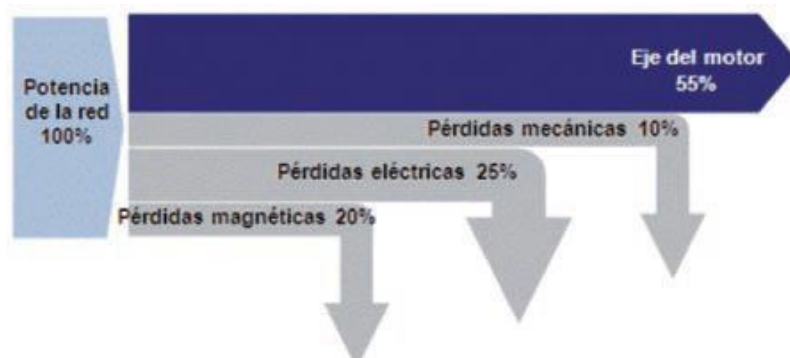 Potencia
de la red
100%
Eje del motor
55%
Pérdidas mecánicas 10%
Pérdidas eléctricas 25%
Pérdidas magnéticas 20%